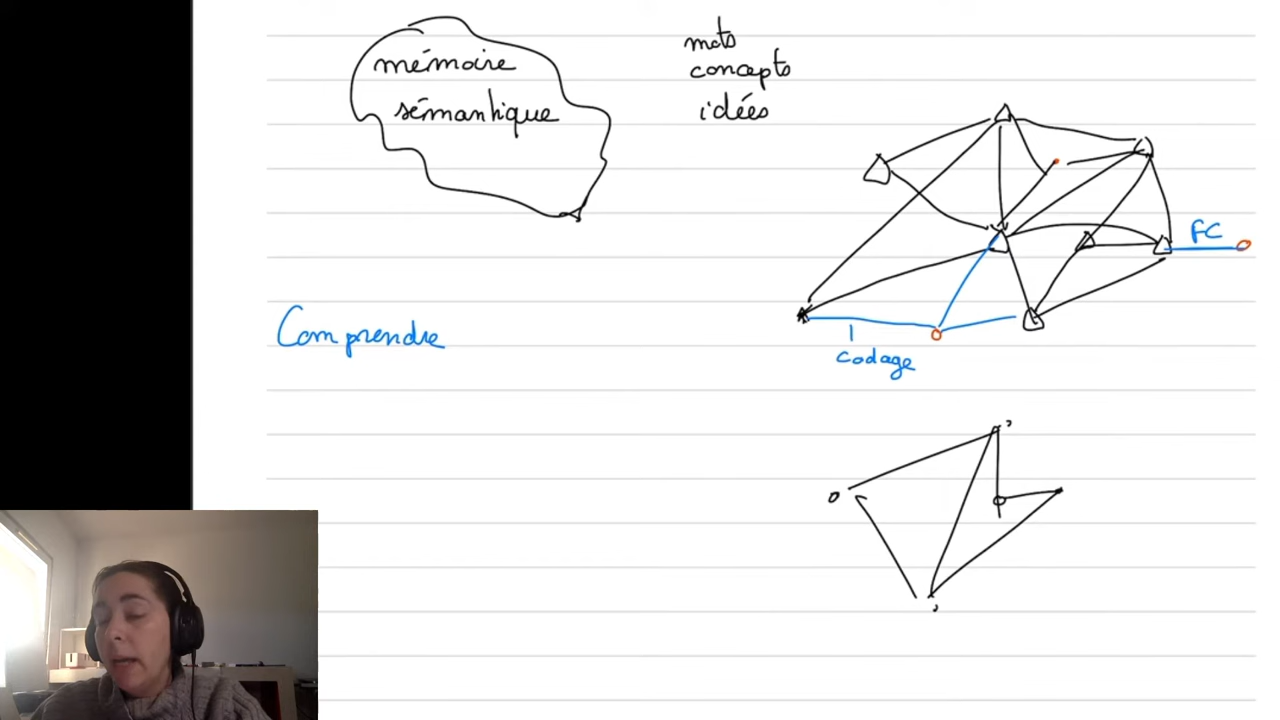 mémoire
sémantique
mots
concepts
idées
FC
Comprendre
codage